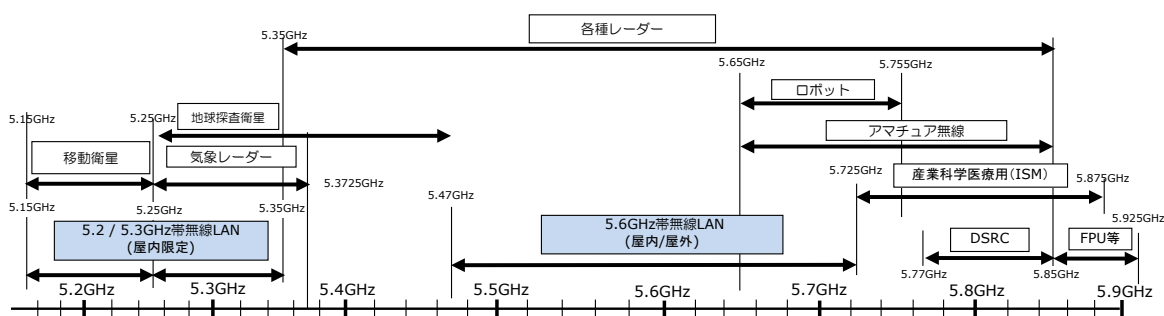 各種レーダー
5.35GHz
5.65GHz
5.755GHz
ロボット
5.15GHz
5.25GHz
地球探査衛星
アマチュア無線
移動衛星
気象レーダー
5.3725GHz
5.725GHz
産業科学医療用(ISM)
5.875GHz
5.15GHz
5.25GHz
5.35GHz
5.47GHz
5.925GHz
5.2 / 5.3GHz帯無線LAN
(屋内限定)
5.6GHz帯無線LAN
(屋内/屋外)
DSRC
FPU等
5.77GHz
5.85GHz
5.2GHz
5.3GHz
5.4GHz
5.5GHz
5.6GHz
5.7GHz
5.8GHz
5.9GHz